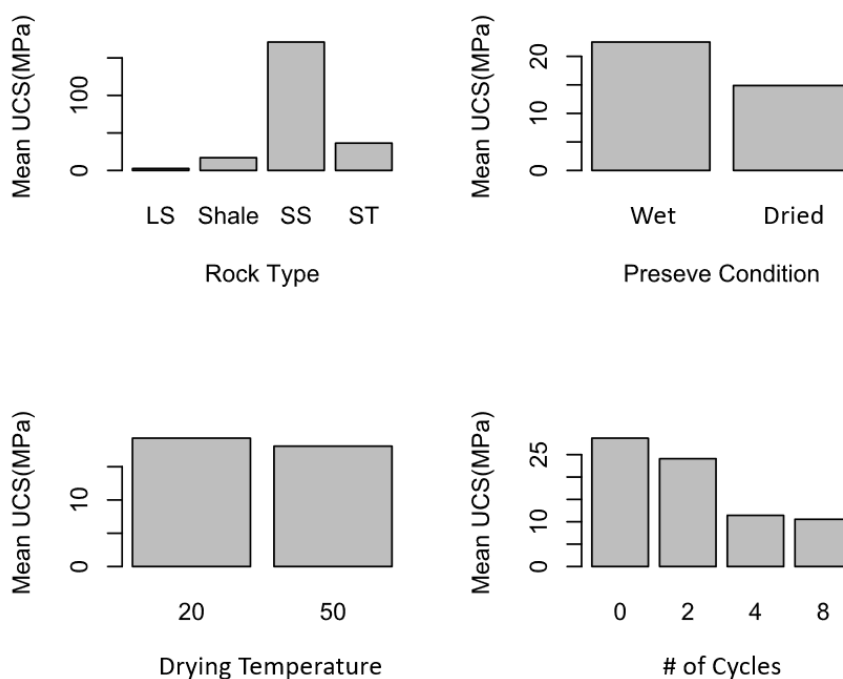 Mean UCS(MPa)
100
0
LS Shale SS ST
Rock Type
Mean UCS(MPa)
20
10
0
Wet Dried
Preseve Condition
Mean UCS(MPa)
10
0
20 50
Drying Temperature
Mean UCS(MPa)
25
10
0
0 2 4 8
# of Cycles